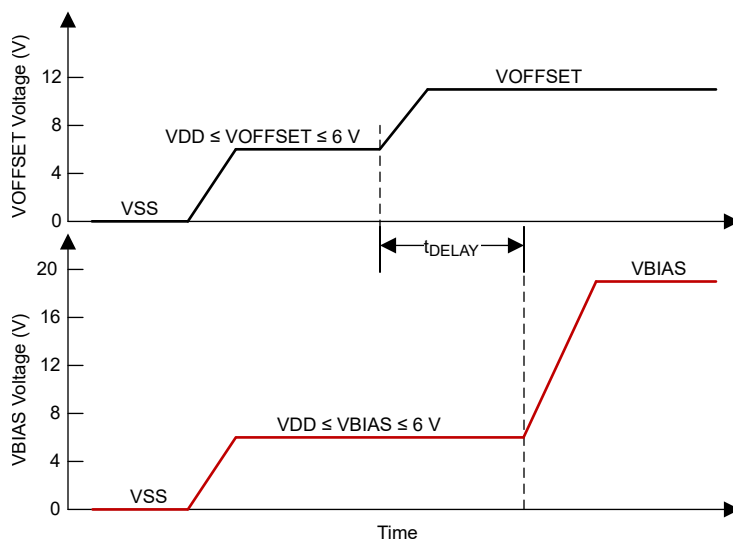 VOFFSET Voltage (V)
12
8
4
0
VOFFSET
VDD ≤ VOFFSET ≤ 6 V
VSS
tDELAY
VBIAS Voltage (V)
20
16
12
8
4
0
VBIAS
VDD ≤ VBIAS ≤ 6 V
VSS
Time